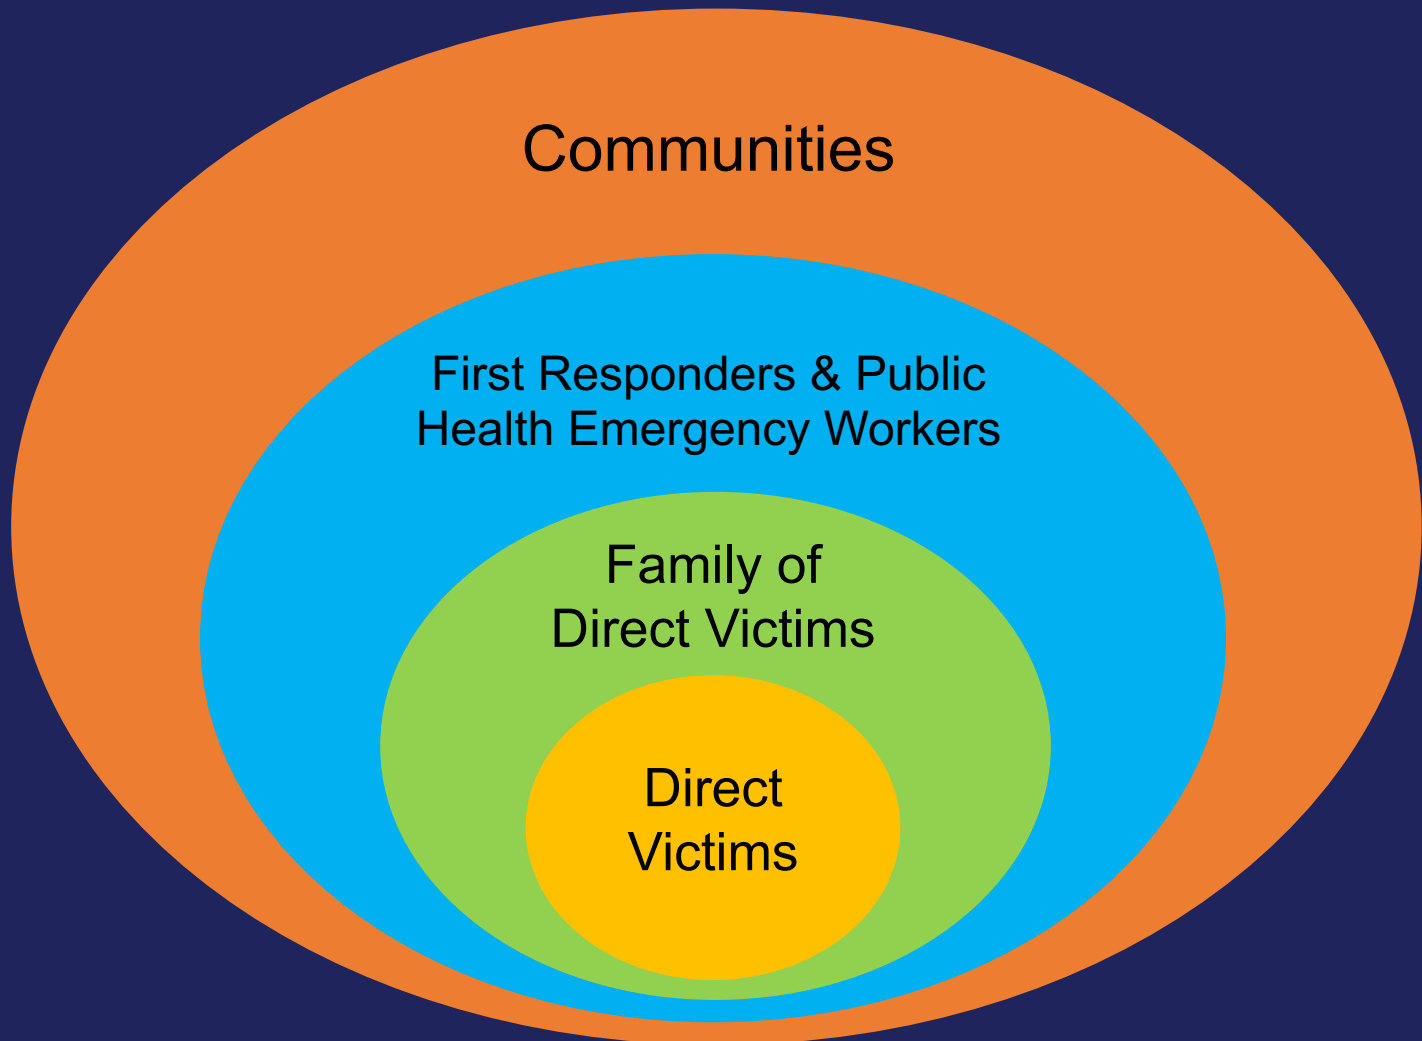 Communities
First Responders & Public
Health Emergency Workers
Family of
Direct Victims
Direct
Victims